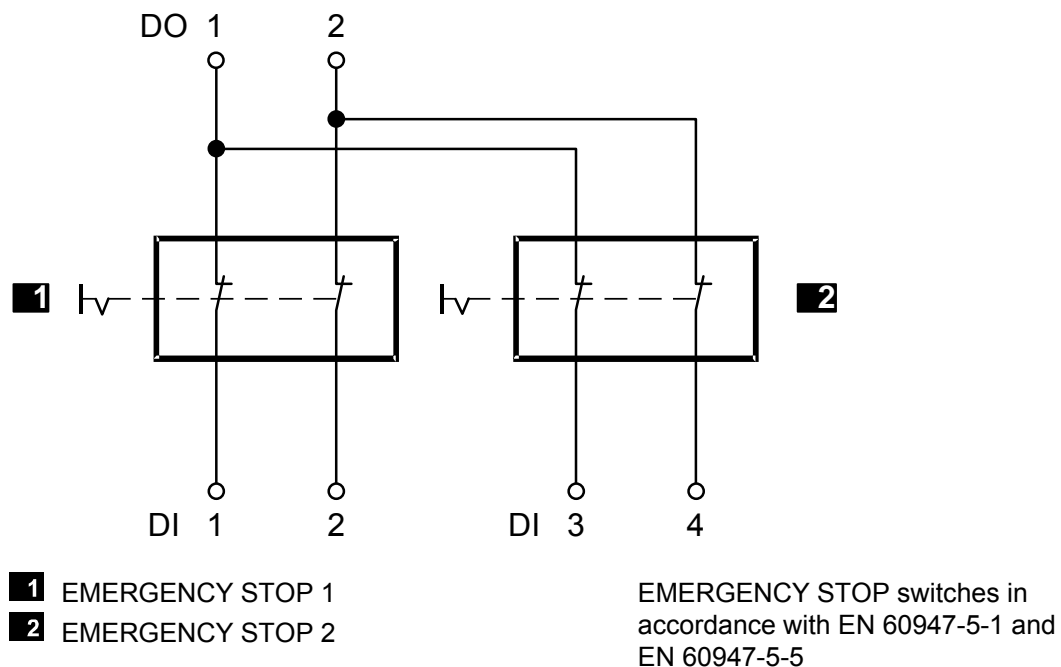 DO 1 2
1
2
DI 1 2 DI 3 4
1 EMERGENCY STOP 1
2 EMERGENCY STOP 2
EMERGENCY STOP switches in
accordance with EN 60947-5-1 and
EN 60947-5-5